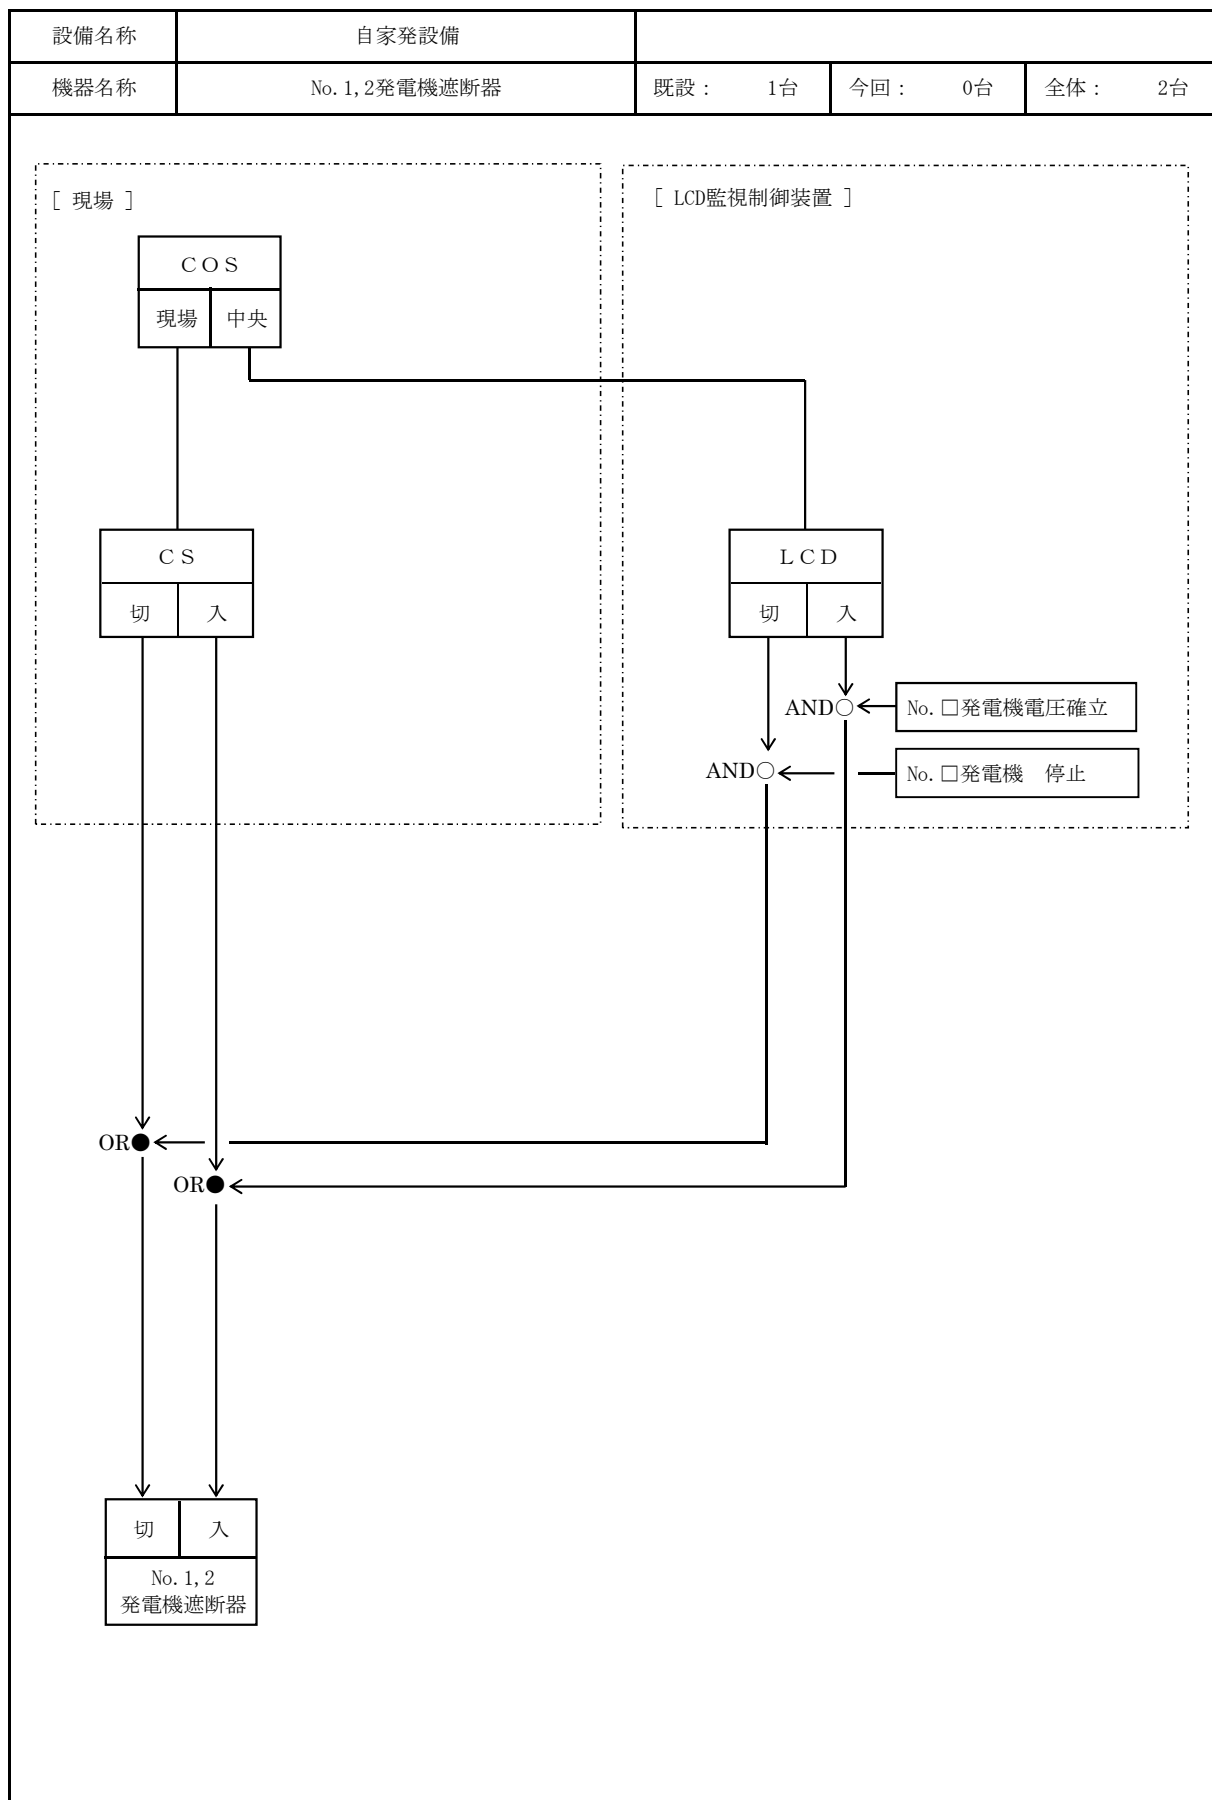 設備名称 自家発設備
機器名称 No.1,2発電機遮断器 既設： 1台 今回： 0台 全体： 2台
[ 現場 ]
[ LCD監視制御装置 ]
ＣＯＳ
現場 中央
ＣＳ
切 入
ＬＣＤ
切 入
AND○ No.□発電機電圧確立
AND○ No.□発電機　停止
OR●
OR●
切 入
No.1,2
発電機遮断器